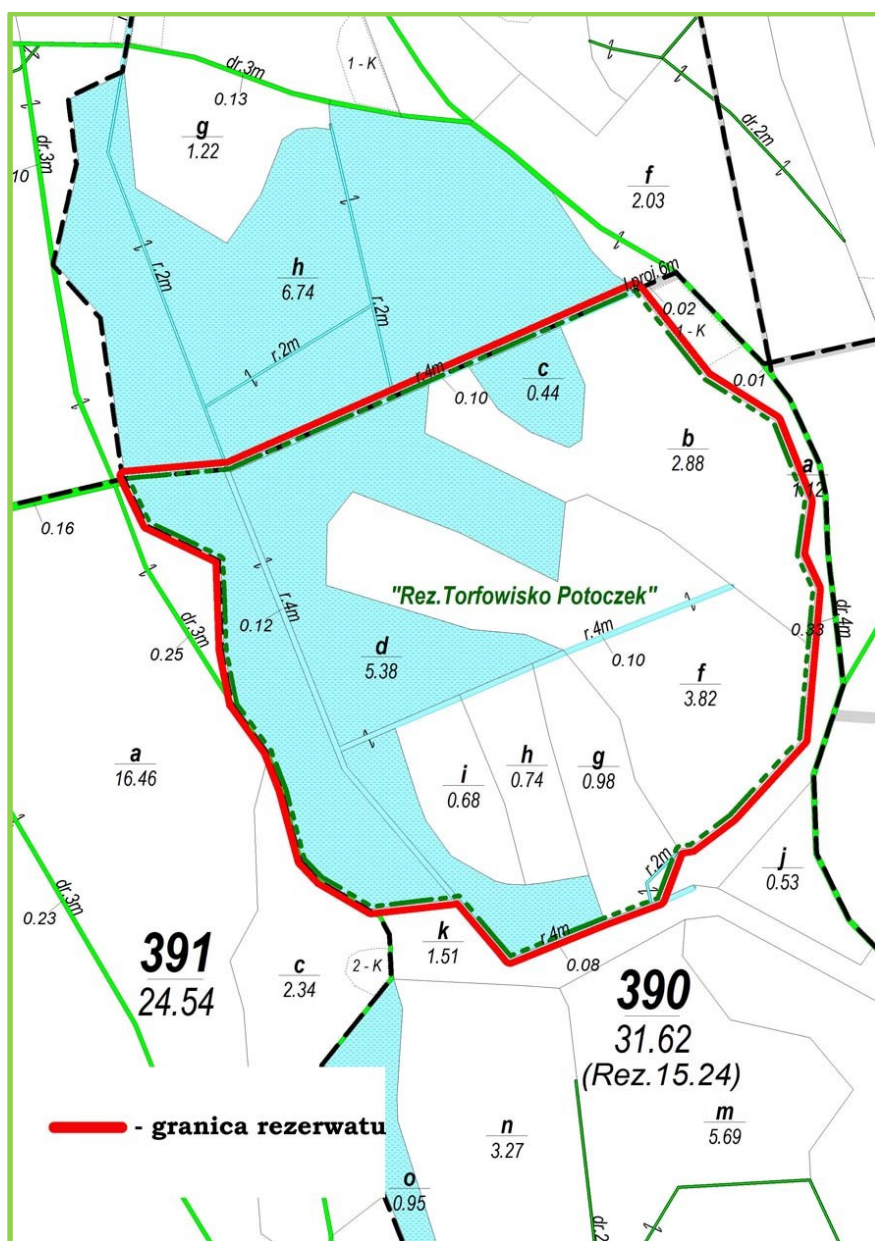 1 - K
dr.3m
0.13
g
1.22
dr.2m
dr.3m
10
f
2.03
h
6.74
r.2m
l proj.6m
0.02
1 - K
r.2m
r.2m
r.4m
0.10
c
0.44
0.01
b
2.88
a
1.12
0.16
"Rez.Torfowisko Potoczek"
r.4m
0.12
dr.3m
0.25
r.4m
0.10
0.33
dr.4m
d
5.38
f
3.82
a
16.46
i
0.68
h
0.74
g
0.98
r.2m
j
0.53
dr.3m
0.23
k
1.51
r.4m
0.08
391
24.54
c
2.34
2 - K
390
31.62
(Rez.15.24)
- granica rezerwatu
n
3.27
m
5.69
o
0.95
dr.2